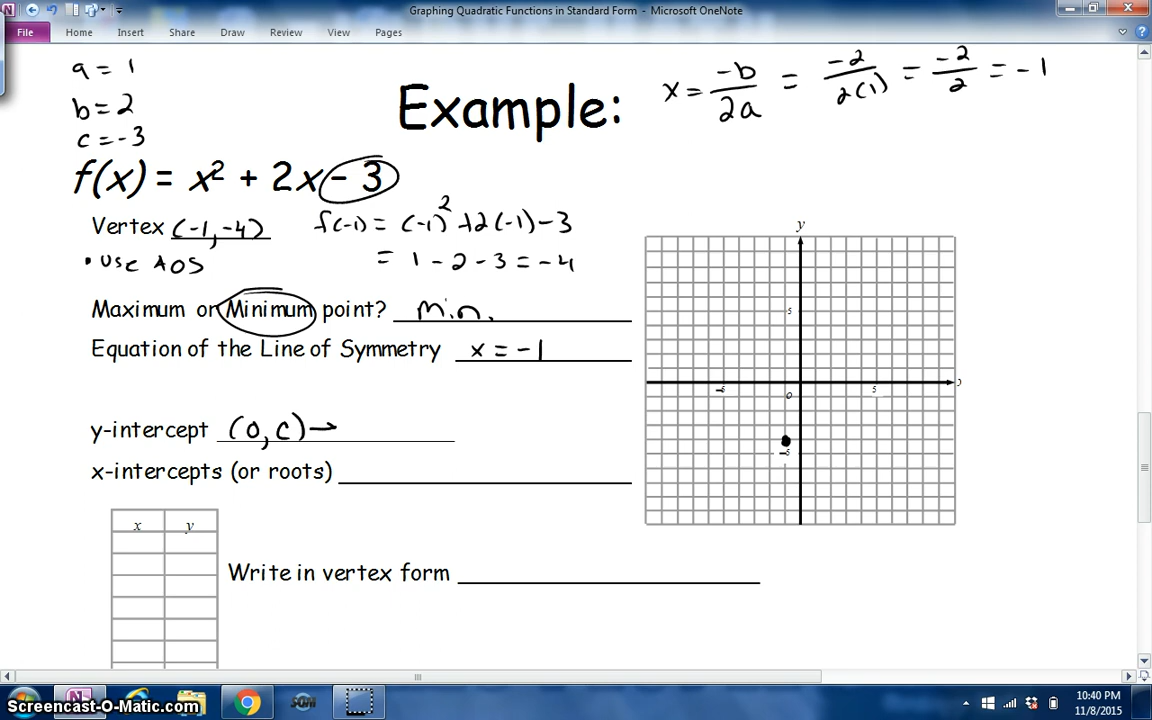 Graphing Quadratic Functions in Standard Form - Microsoft OneNote
File Home Insert Share Draw Review View Pages
a = 1
b = 2
c = -3
Example:
x = -b/2a = -2/2(1) = -2/2 = -1
f(x) = x² + 2x - 3
Vertex (-1, -4) f(-1) = (-1)² + 2(-1) - 3
• Use AOS = 1 - 2 - 3 = -4
Maximum or Minimum point? min.
Equation of the Line of Symmetry x = -1
y-intercept (0, c) →
x-intercepts (or roots)
x y
Write in vertex form
y
5
-5 0 5
-5
Screencast-O-Matic.com
10:40 PM
11/8/2015